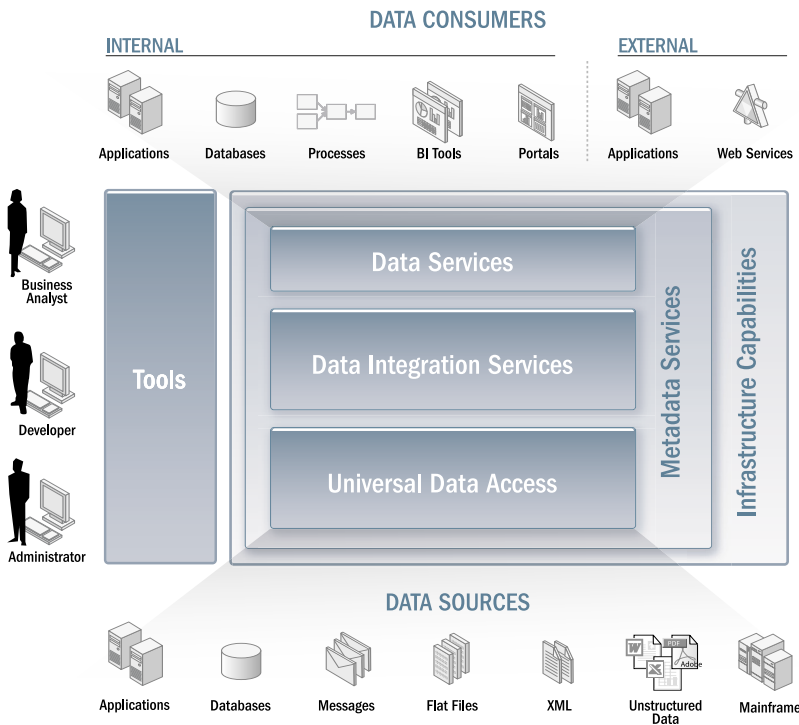 DATA CONSUMERS
INTERNAL
EXTERNAL
Applications
Databases
Processes
BI Tools
Portals
Applications
Web Services
Business
Analyst
Developer
Administrator
Tools
Data Services
Data Integration Services
Universal Data Access
Metadata Services
Infrastructure Capabilities
DATA SOURCES
W
X
PDF
Adobe
Applications
Databases
Messages
Flat Files
XML
Unstructured
Data
Mainframe